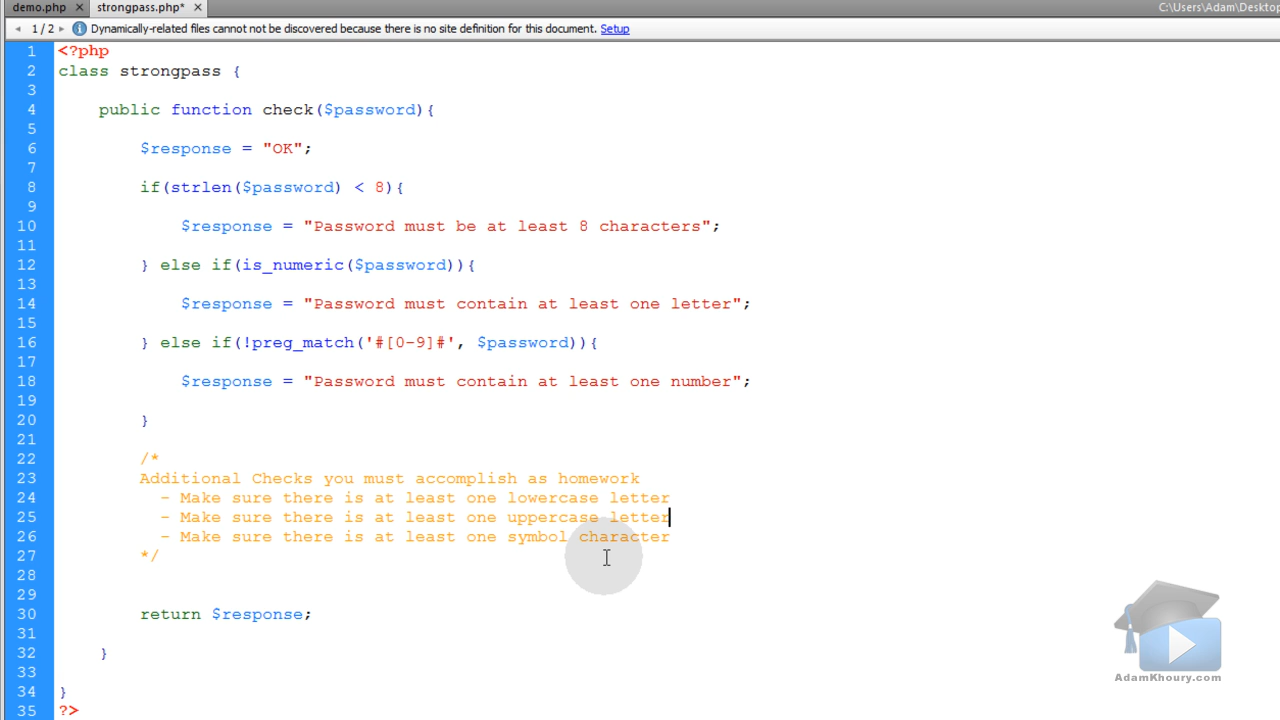 demo.php × strongpass.php* × C:\Users\Adam\Desktop
1 / 2 Dynamically-related files cannot not be discovered because there is no site definition for this document. Setup
1 <?php
2 class strongpass {
3
4 public function check($password){
5
6 $response = "OK";
7
8 if(strlen($password) < 8){
9
10 $response = "Password must be at least 8 characters";
11
12 } else if(is_numeric($password)){
13
14 $response = "Password must contain at least one letter";
15
16 } else if(!preg_match('#[0-9]#', $password)){
17
18 $response = "Password must contain at least one number";
19
20 }
21
22 /*
23 Additional Checks you must accomplish as homework
24 - Make sure there is at least one lowercase letter
25 - Make sure there is at least one uppercase letter
26 - Make sure there is at least one symbol character
27 */
28
29
30 return $response;
31
32 }
33
34 }
35 ?>
AdamKhoury.com